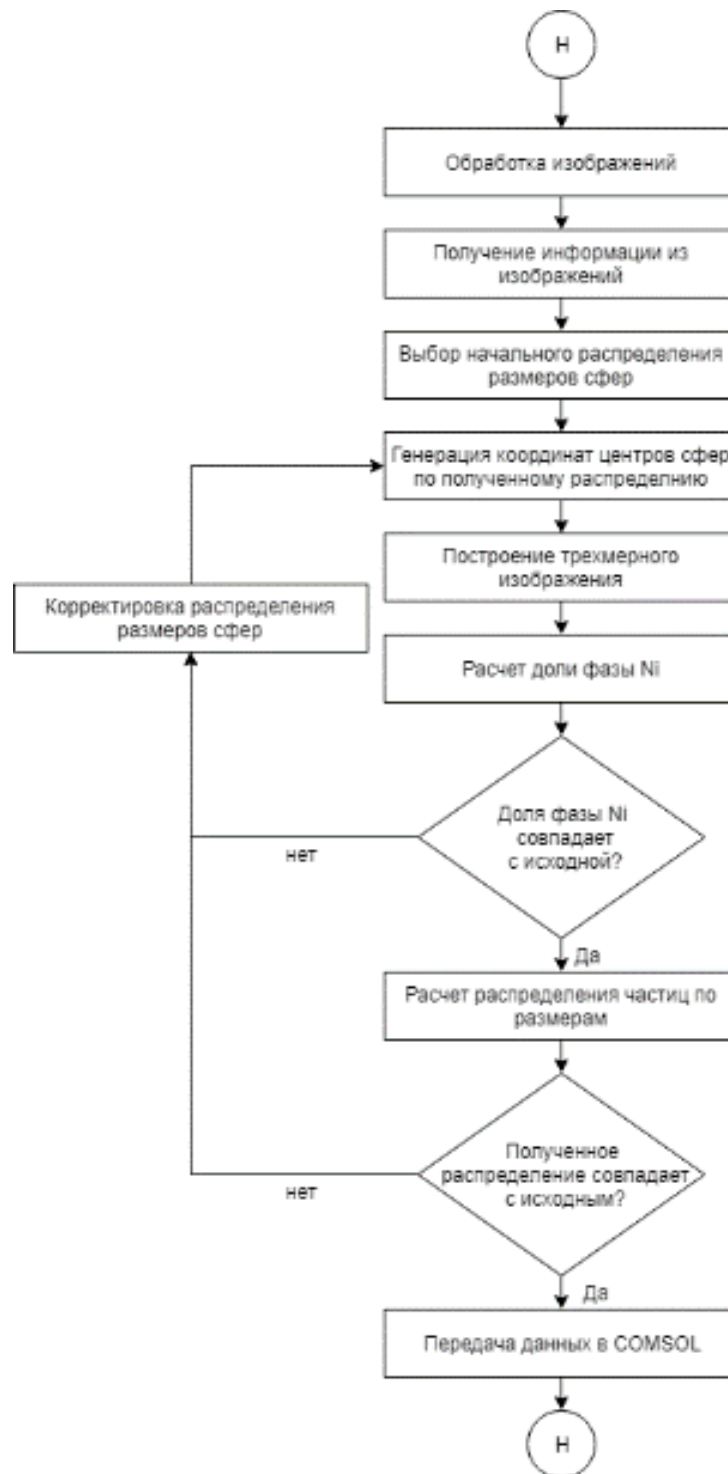 Н
Обработка изображений
Получение информации из
изображений
Выбор начального распределения
размеров сфер
Генерация координат центров сфер
по полученному распределнию
Построение трехмерного
изображения
Корректировка распределения
размеров сфер
Расчет доли фазы Ni
Доля фазы Ni
совпадает
с исходной?
нет
Да
Расчет распределения частиц по
размерам
Полученное
распределение совпадает
с исходным?
нет
Да
Передача данных в COMSOL
Н